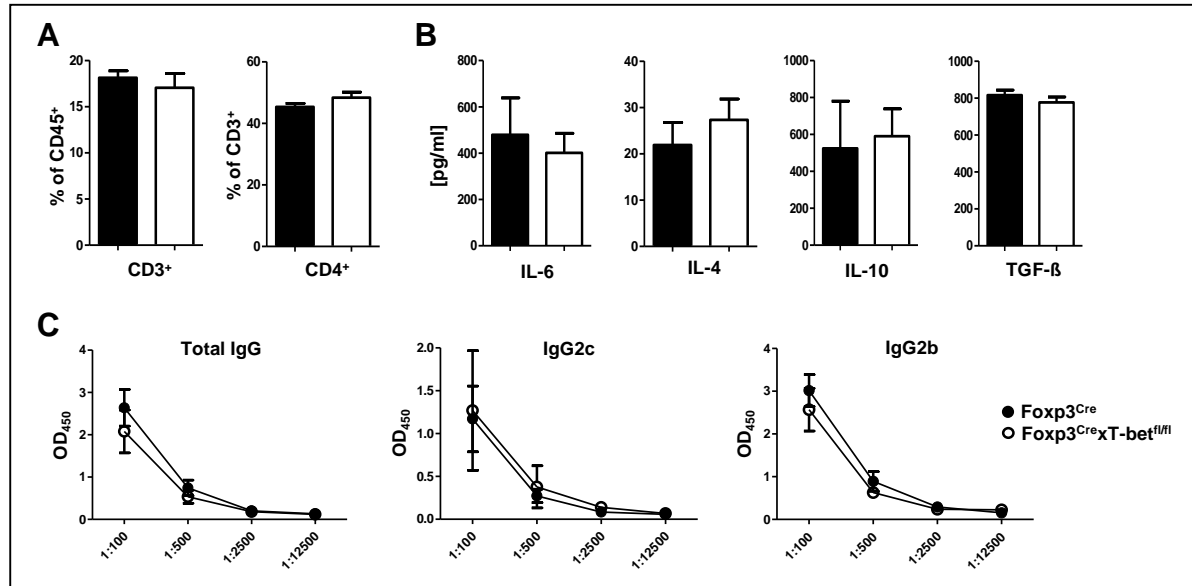 A
B
20
15
10
5
0
% of CD45⁺
CD3⁺
60
40
20
0
% of CD3⁺
CD4⁺
800
600
400
200
0
[pg/ml]
IL-6
40
30
20
10
0
IL-4
1000
800
600
400
200
0
IL-10
1000
800
600
400
200
0
TGF-ß
C
Total IgG
4
3
2
1
0
OD₄₅₀
1:100
1:500
1:2500
1:12500
IgG2c
2.0
1.5
1.0
0.5
0.0
OD₄₅₀
1:100
1:500
1:2500
1:12500
IgG2b
4
3
2
1
0
OD₄₅₀
1:100
1:500
1:2500
1:12500
Foxp3ᶜʳᵉ
Foxp3ᶜʳᵉxT-betᶠˡ/ᶠˡ